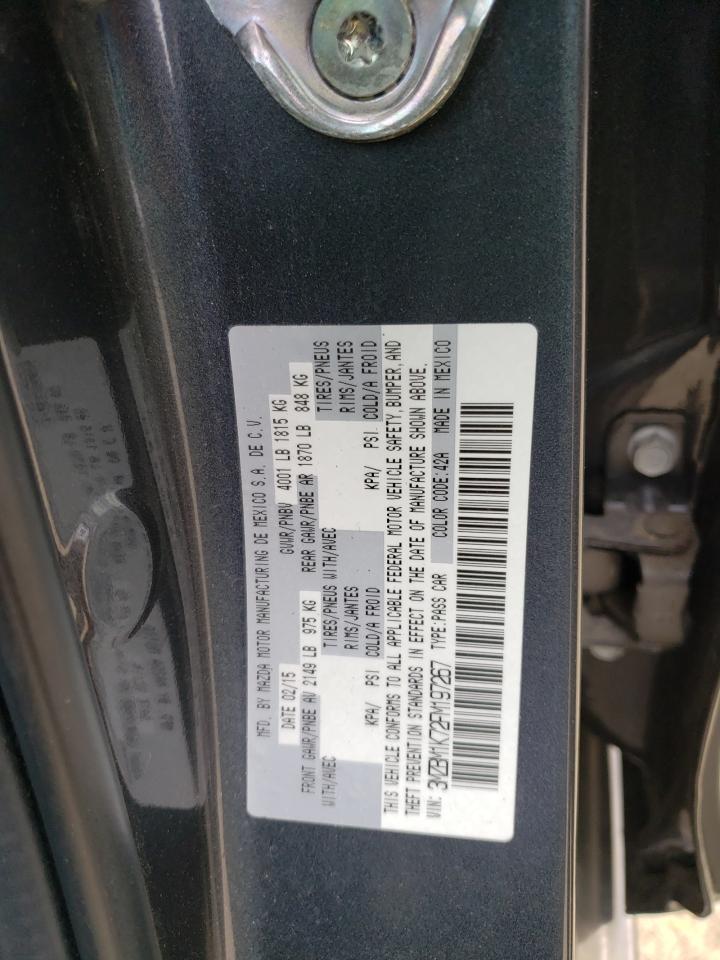 MFD. BY MAZDA MOTOR MANUFACTURING DE MEXICO S.A. DE C.V.
DATE 02/15 GVWR/PNBV 4001 LB 1815 KG
FRONT GAWR/PNBE AV 2149 LB 975 KG REAR GAWR/PNBE AR 1870 LB 848 KG
WITH/AVEC TIRES/PNEUS WITH/AVEC TIRES/PNEUS
RIMS/JANTES RIMS/JANTES
KPA/ PSI COLD/A FROID KPA/ PSI COLD/A FROID
THIS VEHICLE CONFORMS TO ALL APPLICABLE FEDERAL MOTOR VEHICLE SAFETY, BUMPER, AND
THEFT PREVENTION STANDARDS IN EFFECT ON THE DATE OF MANUFACTURE SHOWN ABOVE.
VIN: 3MZBM1K72FM197267 TYPE:PASS CAR COLOR CODE:42A MADE IN MEXICO